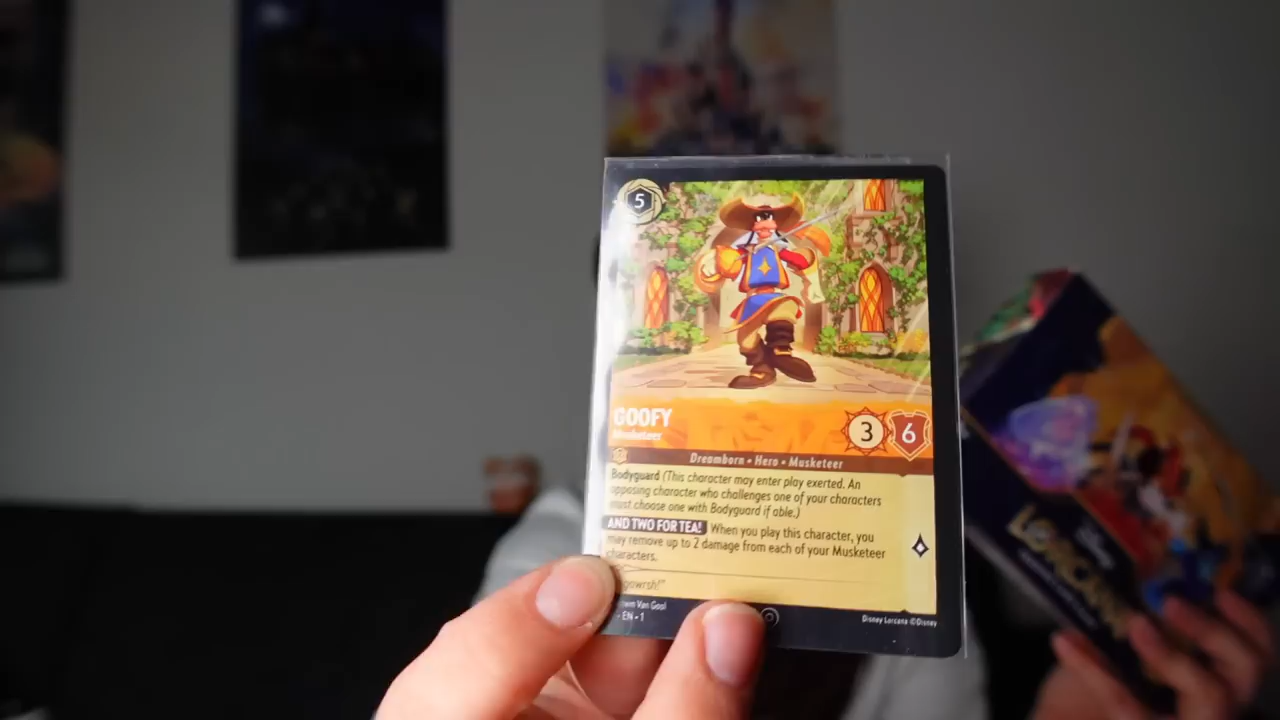 5
GOOFY
Musketeer
3
6
Dreamborn • Hero • Musketeer
Bodyguard (This character may enter play exerted. An
opposing character who challenges one of your characters
must choose one with Bodyguard if able.)
AND TWO FOR TEA! When you play this character, you
may remove up to 2 damage from each of your Musketeer
characters.
Van Gool
• EN • 1
Disney Lorcana ©Disney
Disney
LORCANA